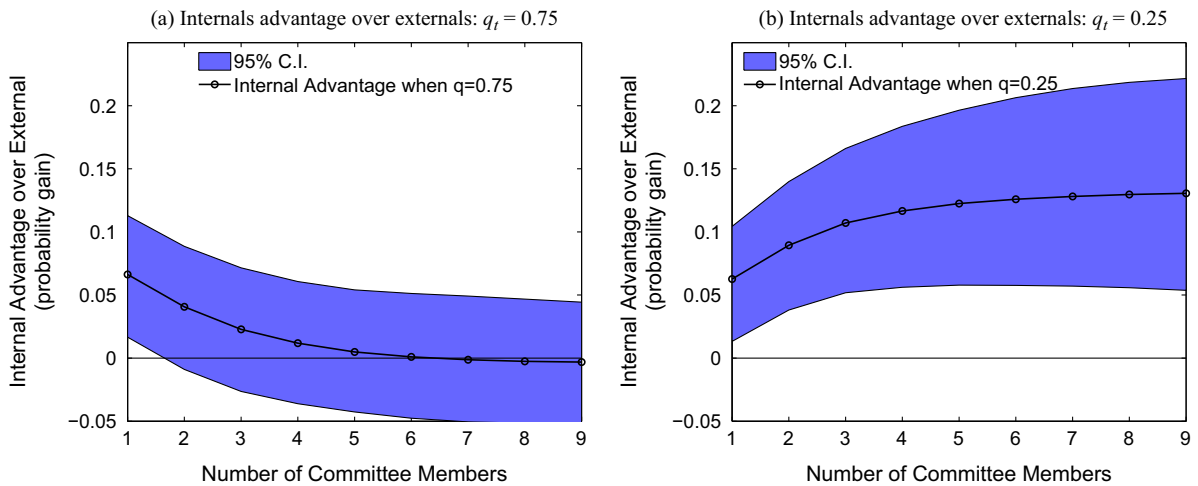 (a) Internals advantage over externals: qt = 0.75
95% C.I.
Internal Advantage when q=0.75
0.2
0.15
0.1
0.05
0
−0.05
1 2 3 4 5 6 7 8 9
Number of Committee Members
Internal Advantage over External
(probability gain)
(b) Internals advantage over externals: qt = 0.25
95% C.I.
Internal Advantage when q=0.25
0.2
0.15
0.1
0.05
0
−0.05
1 2 3 4 5 6 7 8 9
Number of Committee Members
Internal Advantage over External
(probability gain)